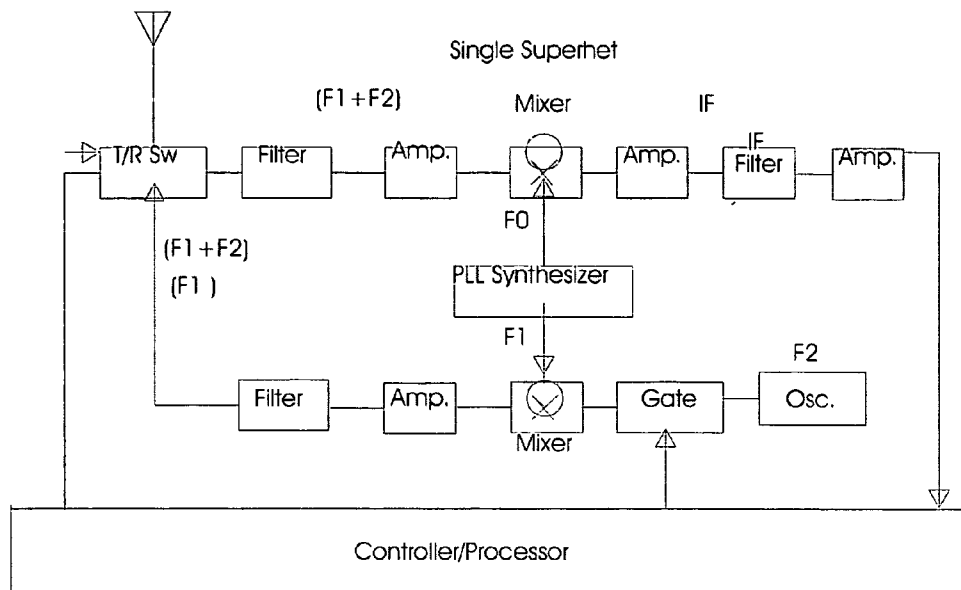 Single Superhet
(F1+F2)
Mixer
IF
T/R Sw
Filter
Amp.
Amp.
IF
Filter
Amp.
F0
(F1+F2)
(F1 )
PLL Synthesizer
F1
F2
Filter
Amp.
Mixer
Gate
Osc.
Controller/Processor